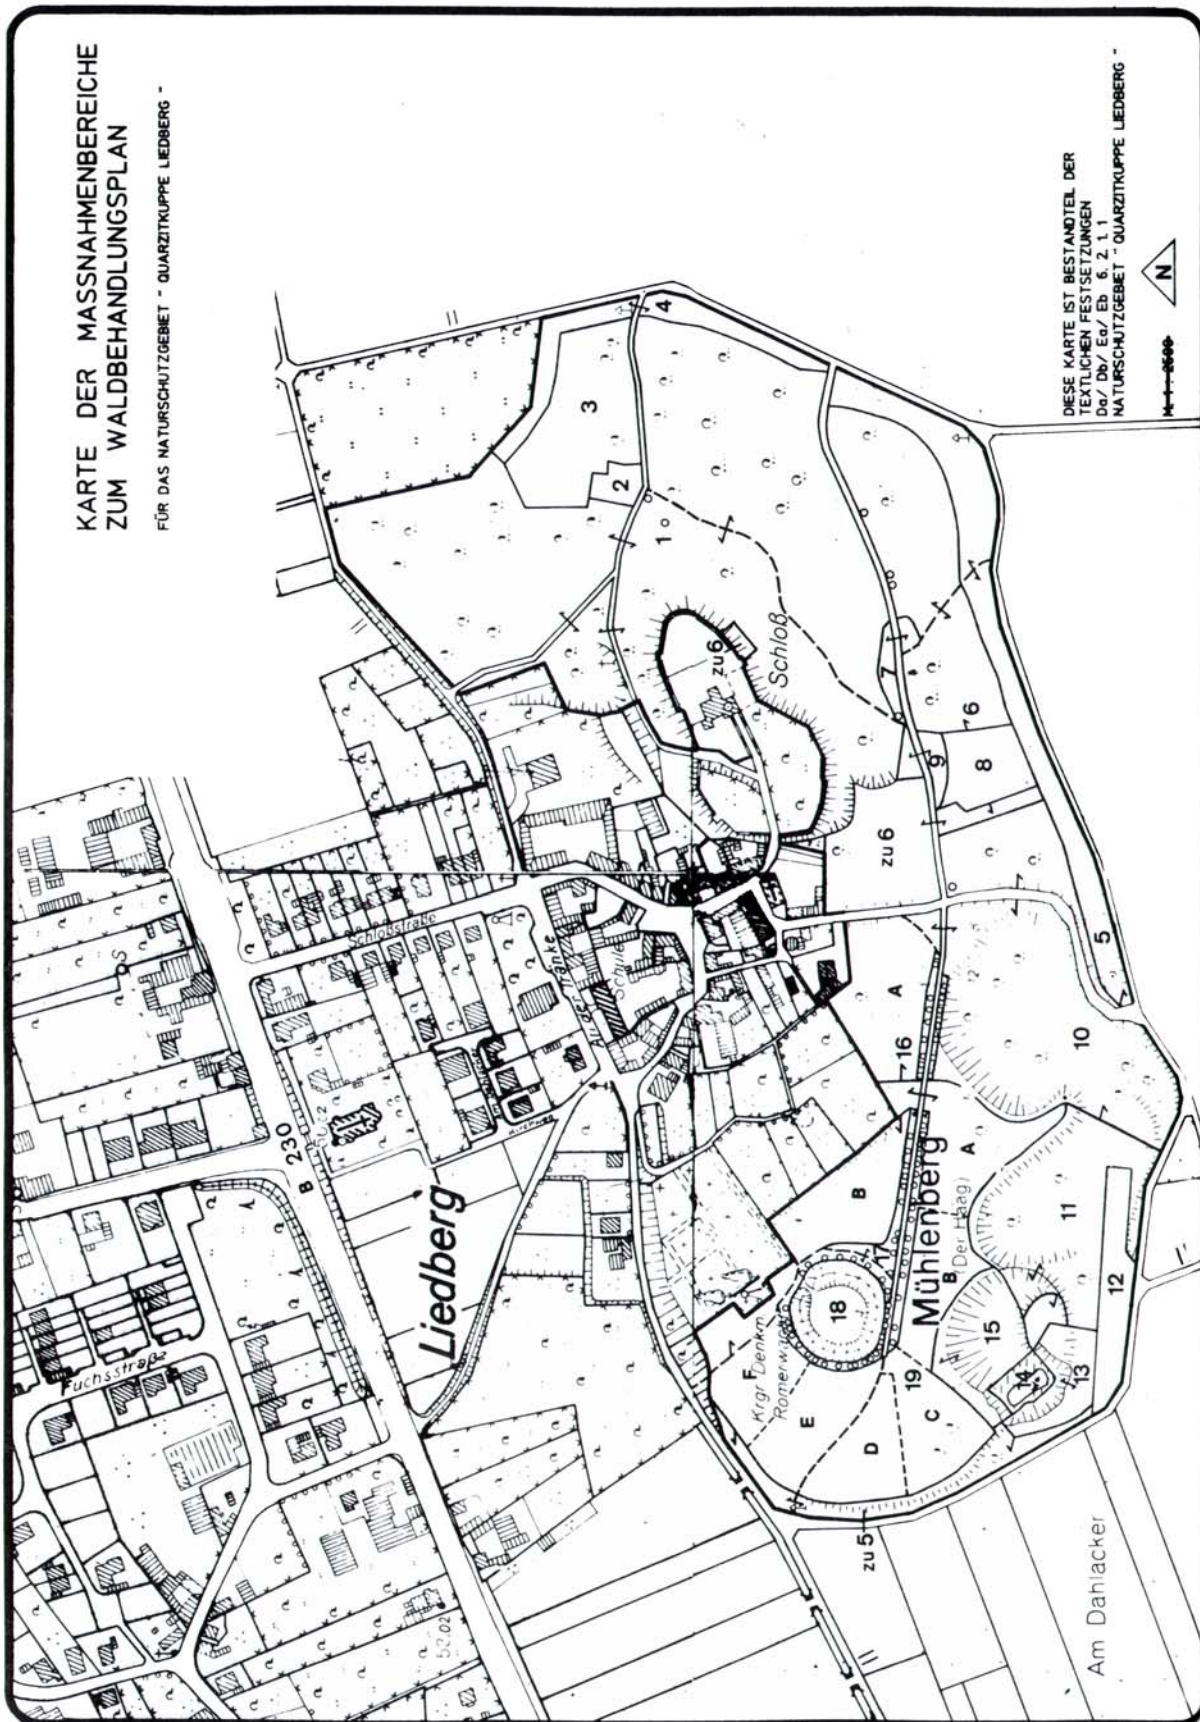 KARTE DER MASSNAHMENBEREICHE
ZUM WALDBEHANDLUNGSPLAN
FÜR DAS NATURSCHUTZGEBIET " QUARZITKUPPE LIEDBERG "
Fuchsstraße
B 230
Schloßstraße
Liedberg
Schloß
Krgr Denkm
Mühlenberg
(Der Haag)
Am Dahlacker
1
2
3
4
5
6
7
8
9
10
11
12
13
14
15
16
17
18
19
zu 6
zu 6
zu 5
A
A
B
B
C
D
E
F
DIESE KARTE IST BESTANDTEIL DER
TEXTLICHEN FESTSETZUNGEN
Da/ Db/ Ea/ Eb 6. 2. 1. 1
NATURSCHUTZGEBIET " QUARZITKUPPE LIEDBERG "
N